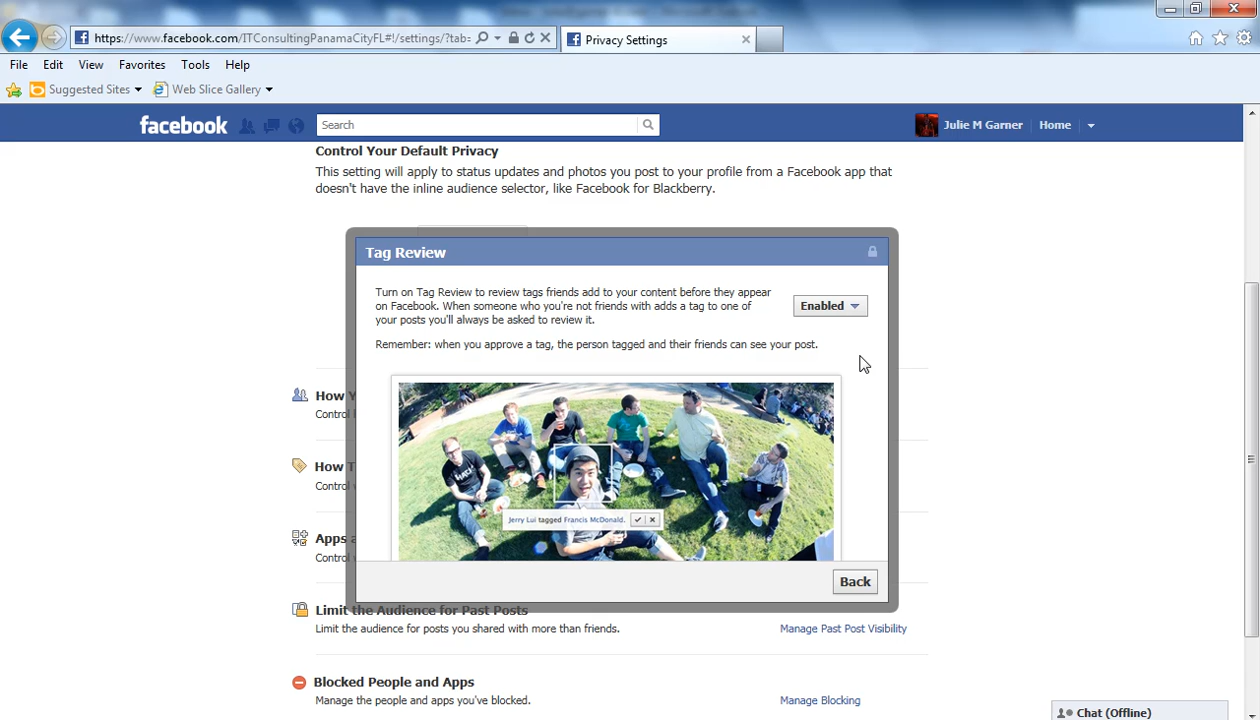 https://www.facebook.com/ITConsultingPanamaCityFL#!/settings/?tab=
Privacy Settings
File Edit View Favorites Tools Help
Suggested Sites Web Slice Gallery
facebook Search Julie M Garner Home
Control Your Default Privacy
This setting will apply to status updates and photos you post to your profile from a Facebook app that
doesn't have the inline audience selector, like Facebook for Blackberry.
Tag Review
Turn on Tag Review to review tags friends add to your content before they appear
on Facebook. When someone who you're not friends with adds a tag to one of
your posts you'll always be asked to review it.
Enabled
Remember: when you approve a tag, the person tagged and their friends can see your post.
Jerry Lui tagged Francis McDonald.
How
How
Apps
Back
Limit the Audience for Past Posts
Limit the audience for posts you shared with more than friends. Manage Past Post Visibility
Blocked People and Apps
Manage the people and apps you've blocked. Manage Blocking
Chat (Offline)